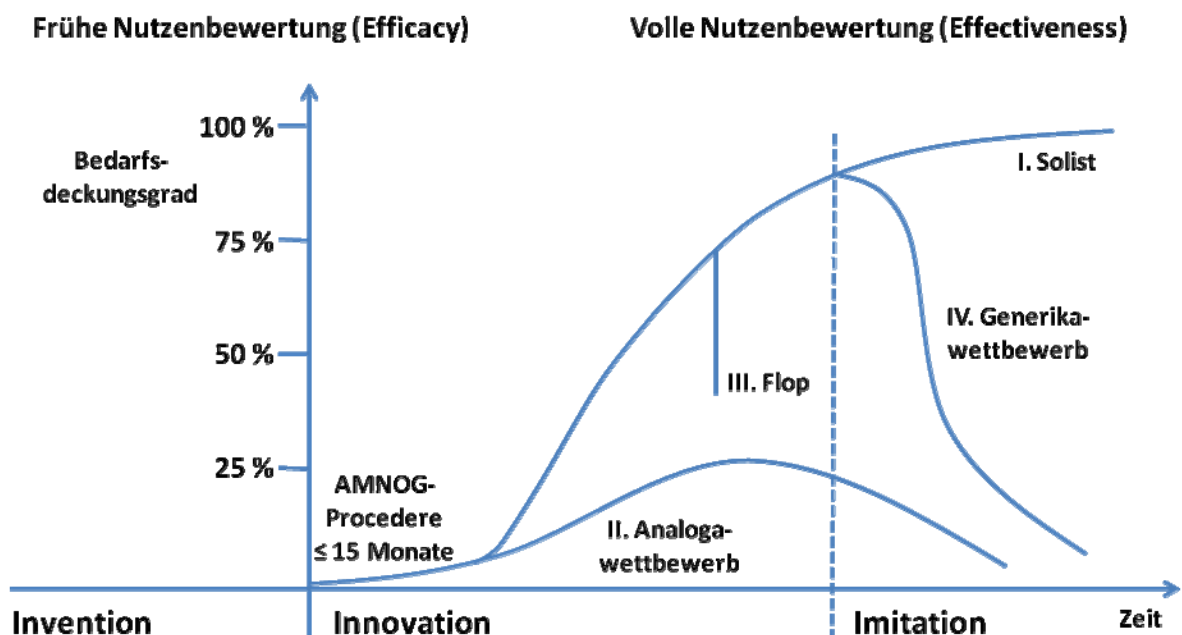 Frühe Nutzenbewertung (Efficacy)
Volle Nutzenbewertung (Effectiveness)
100 %
Bedarfs-
deckungsgrad
I. Solist
75 %
IV. Generika-
wettbewerb
50 %
III. Flop
25 %
AMNOG-
Procedere
≤ 15 Monate
II. Analoga-
wettbewerb
Invention
Innovation
Imitation
Zeit